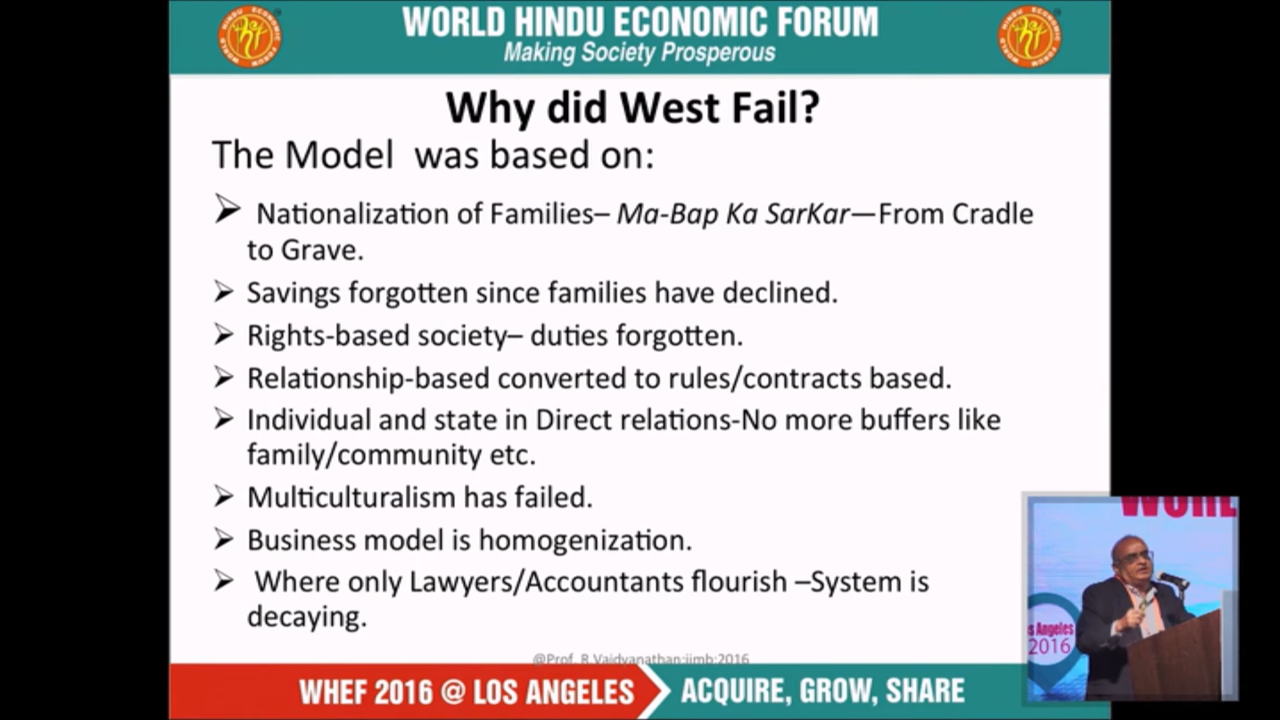 WORLD HINDU ECONOMIC FORUM
Making Society Prosperous
Why did West Fail?
The Model was based on:
➢ Nationalization of Families– Ma-Bap Ka SarKar—From Cradle
to Grave.
➢ Savings forgotten since families have declined.
➢ Rights-based society– duties forgotten.
➢ Relationship-based converted to rules/contracts based.
➢ Individual and state in Direct relations-No more buffers like
family/community etc.
➢ Multiculturalism has failed.
➢ Business model is homogenization.
➢ Where only Lawyers/Accountants flourish –System is
decaying.
@Prof. R.Vaidyanathan:iimb:2016
WHEF 2016 @ LOS ANGELES
ACQUIRE, GROW, SHARE
s Angeles
2016